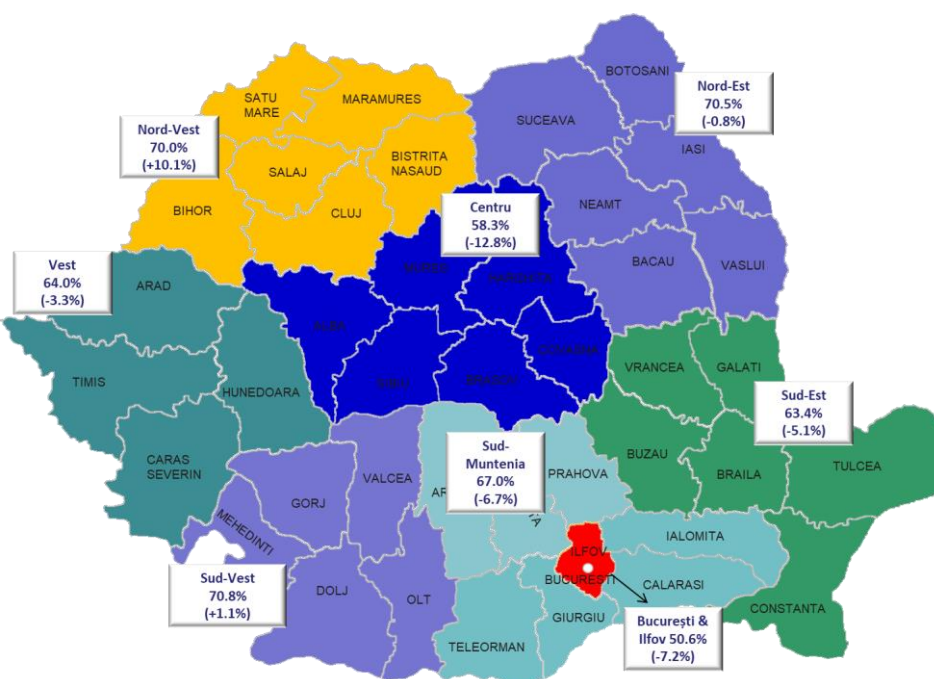 BOTOSANI
Nord-Est
70.5%
(-0.8%)
SATU
MARE
MARAMURES
SUCEAVA
Nord-Vest
70.0%
(+10.1%)
IASI
BISTRITA
NASAUD
SALAJ
NEAMT
BIHOR
CLUJ
Centru
58.3%
(-12.8%)
BACAU
VASLUI
Vest
64.0%
(-3.3%)
ARAD
MURES
HARGHITA
ALBA
COVASNA
VRANCEA
GALATI
TIMIS
HUNEDOARA
SIBIU
BRASOV
Sud-Est
63.4%
(-5.1%)
CARAS
SEVERIN
VALCEA
Sud-
Muntenia
67.0%
(-6.7%)
PRAHOVA
BUZAU
BRAILA
TULCEA
GORJ
MEHEDINTI
IALOMITA
ILFOV
BUCURESTI
Sud-Vest
70.8%
(+1.1%)
DOLJ
OLT
CALARASI
GIURGIU
CONSTANTA
București &
Ilfov 50.6%
(-7.2%)
TELEORMAN